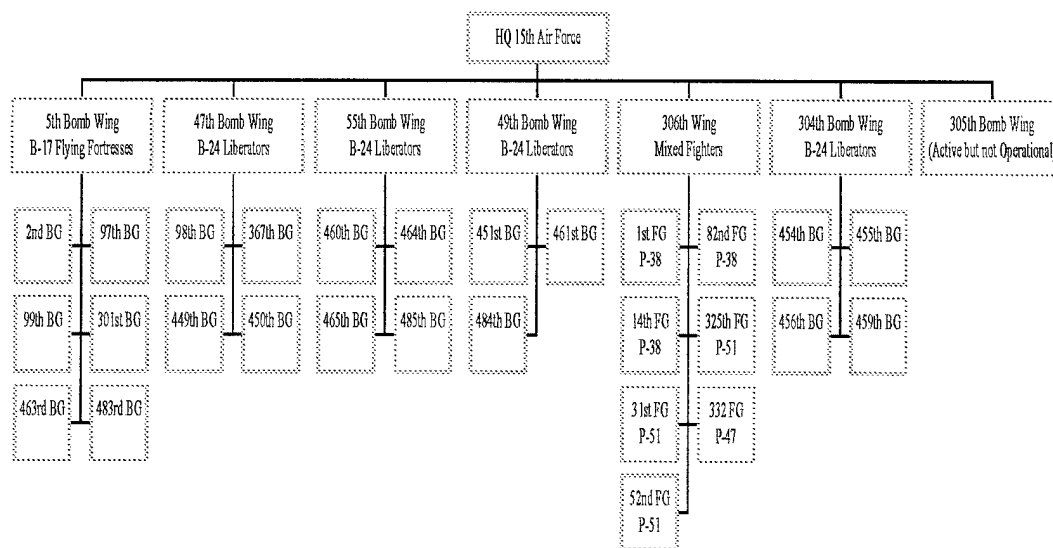 HQ 15th Air Force
5th Bomb Wing
B-17 Flying Fortresses
47th Bomb Wing
B-24 Liberators
55th Bomb Wing
B-24 Liberators
49th Bomb Wing
B-24 Liberators
306th Wing
Mixed Fighters
304th Bomb Wing
B-24 Liberators
305th Bomb Wing
(Active but not Operational)
2nd BG
97th BG
98th BG
367th BG
460th BG
464th BG
451st BG
461st BG
1st FG
P-38
82nd FG
P-38
454th BG
455th BG
99th BG
301st BG
449th BG
450th BG
465th BG
485th BG
484th BG
14th FG
P-38
325th FG
P-51
456th BG
459th BG
463rd BG
483rd BG
31st FG
P-51
332 FG
P-47
52nd FG
P-51